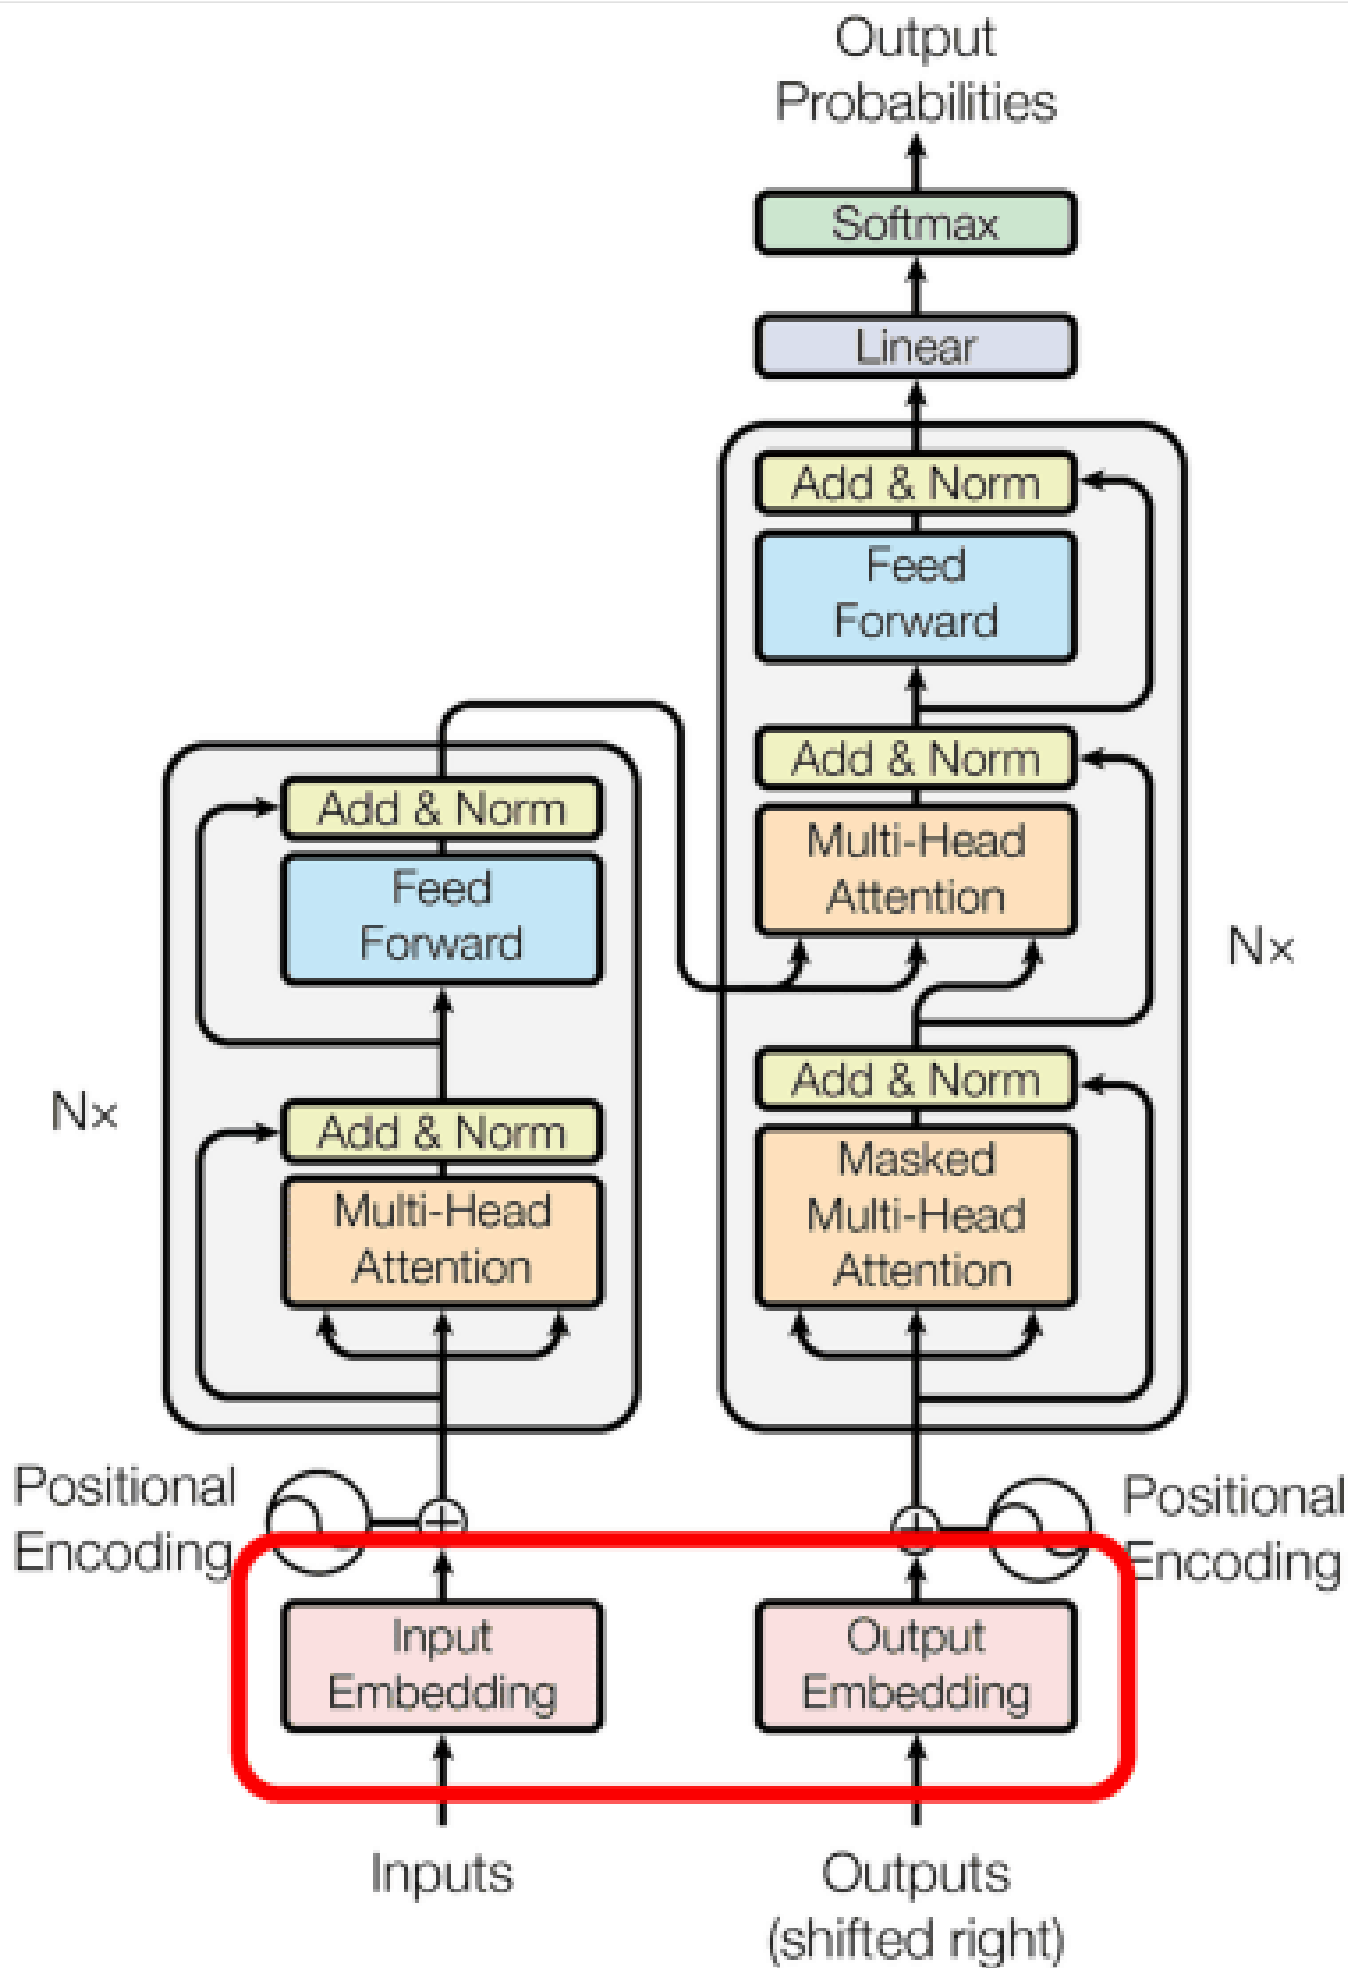 Output
Probabilities
Softmax
Linear
Add & Norm
Feed
Forward
Add & Norm
Multi-Head
Attention
Nx
Add & Norm
Masked
Multi-Head
Attention
Add & Norm
Feed
Forward
Nx
Add & Norm
Multi-Head
Attention
Positional
Encoding
Positional
Encoding
Input
Embedding
Output
Embedding
Inputs
Outputs
(shifted right)